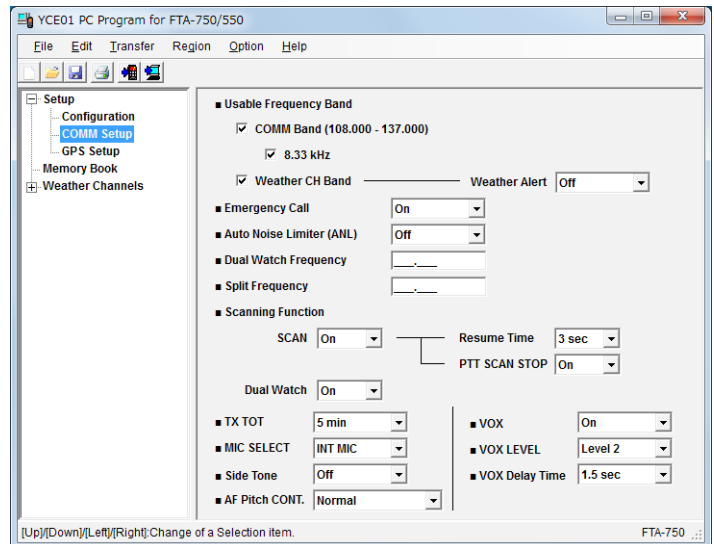 YCE01 PC Program for FTA-750/550
File Edit Transfer Region Option Help
Setup
Configuration
COMM Setup
GPS Setup
Memory Book
Weather Channels
■ Usable Frequency Band
COMM Band (108.000 - 137.000)
8.33 kHz
Weather CH Band
Weather Alert Off
■ Emergency Call On
■ Auto Noise Limiter (ANL) Off
■ Dual Watch Frequency ___.___
■ Split Frequency ___.___
■ Scanning Function
SCAN On
Resume Time 3 sec
PTT SCAN STOP On
Dual Watch On
■ TX TOT 5 min
■ MIC SELECT INT MIC
■ Side Tone Off
■ AF Pitch CONT. Normal
■ VOX On
■ VOX LEVEL Level 2
■ VOX Delay Time 1.5 sec
[Up]/[Down]/[Left]/[Right]:Change of a Selection item. FTA-750